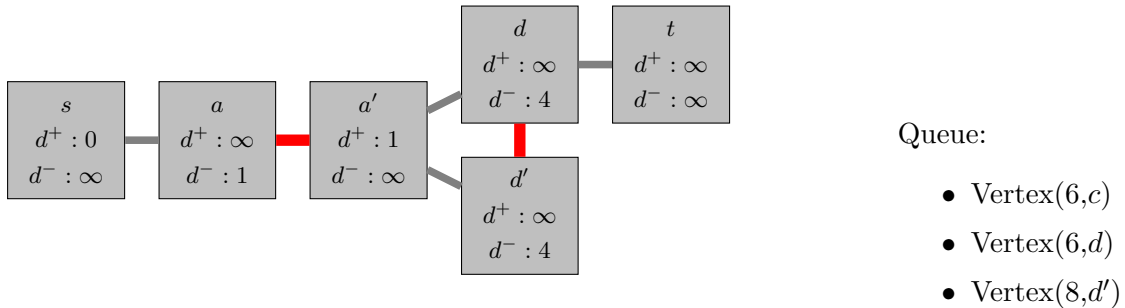 s
d⁺ : 0
d⁻ : ∞
a
d⁺ : ∞
d⁻ : 1
a′
d⁺ : 1
d⁻ : ∞
d
d⁺ : ∞
d⁻ : 4
d′
d⁺ : ∞
d⁻ : 4
t
d⁺ : ∞
d⁻ : ∞
Queue:
• Vertex(6,c)
• Vertex(6,d)
• Vertex(8,d′)